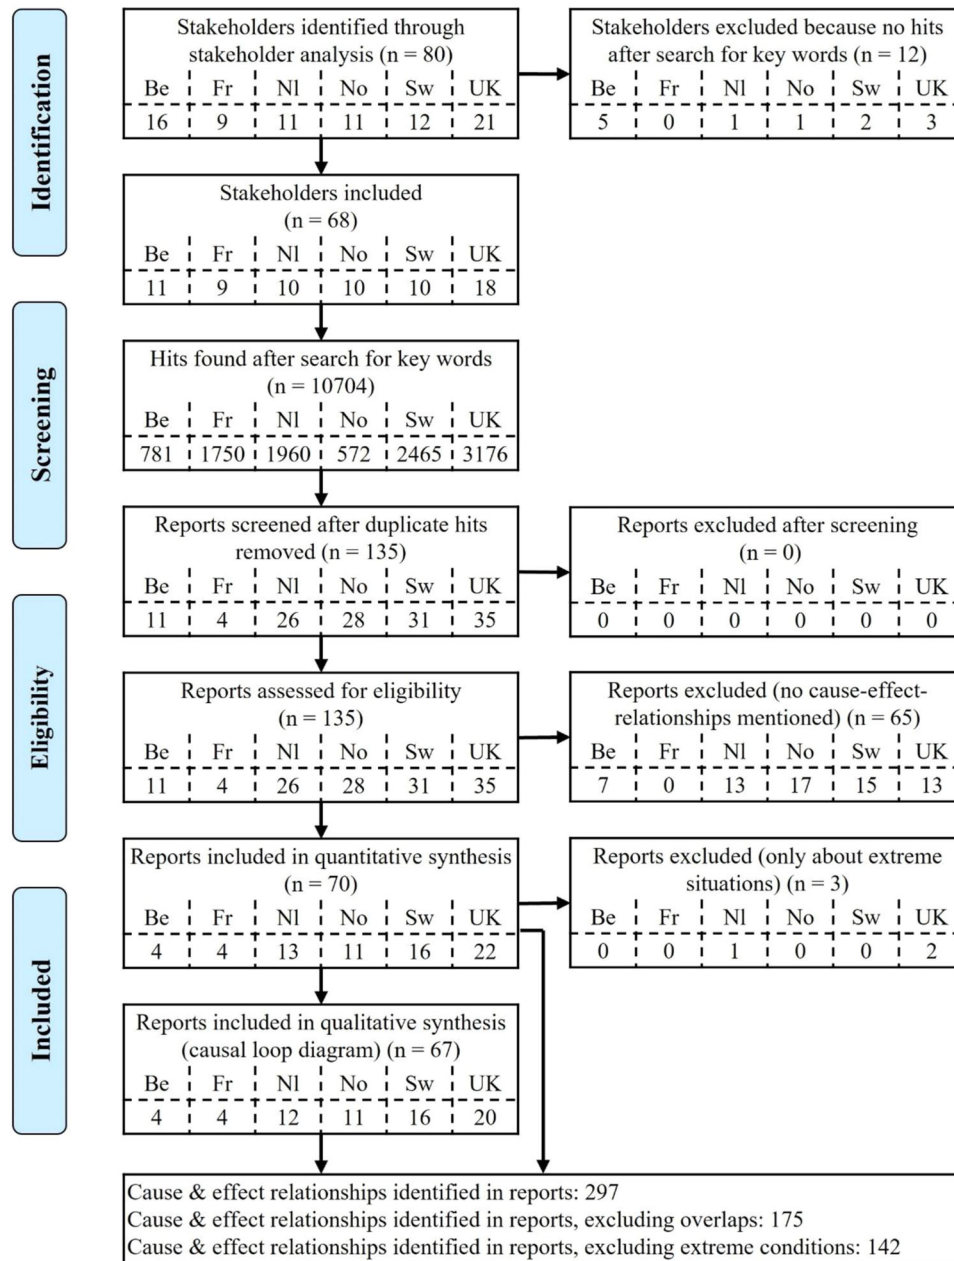 Identification
Stakeholders identified through
stakeholder analysis (n = 80)
Be Fr Nl No Sw UK
16 9 11 11 12 21
Stakeholders excluded because no hits
after search for key words (n = 12)
Be Fr Nl No Sw UK
5 0 1 1 2 3
Stakeholders included
(n = 68)
Be Fr Nl No Sw UK
11 9 10 10 10 18
Screening
Hits found after search for key words
(n = 10704)
Be Fr Nl No Sw UK
781 1750 1960 572 2465 3176
Reports screened after duplicate hits
removed (n = 135)
Be Fr Nl No Sw UK
11 4 26 28 31 35
Reports excluded after screening
(n = 0)
Be Fr Nl No Sw UK
0 0 0 0 0 0
Eligibility
Reports assessed for eligibility
(n = 135)
Be Fr Nl No Sw UK
11 4 26 28 31 35
Reports excluded (no cause-effect-
relationships mentioned) (n = 65)
Be Fr Nl No Sw UK
7 0 13 17 15 13
Included
Reports included in quantitative synthesis
(n = 70)
Be Fr Nl No Sw UK
4 4 13 11 16 22
Reports excluded (only about extreme
situations) (n = 3)
Be Fr Nl No Sw UK
0 0 1 0 0 2
Reports included in qualitative synthesis
(causal loop diagram) (n = 67)
Be Fr Nl No Sw UK
4 4 12 11 16 20
Cause & effect relationships identified in reports: 297
Cause & effect relationships identified in reports, excluding overlaps: 175
Cause & effect relationships identified in reports, excluding extreme conditions: 142